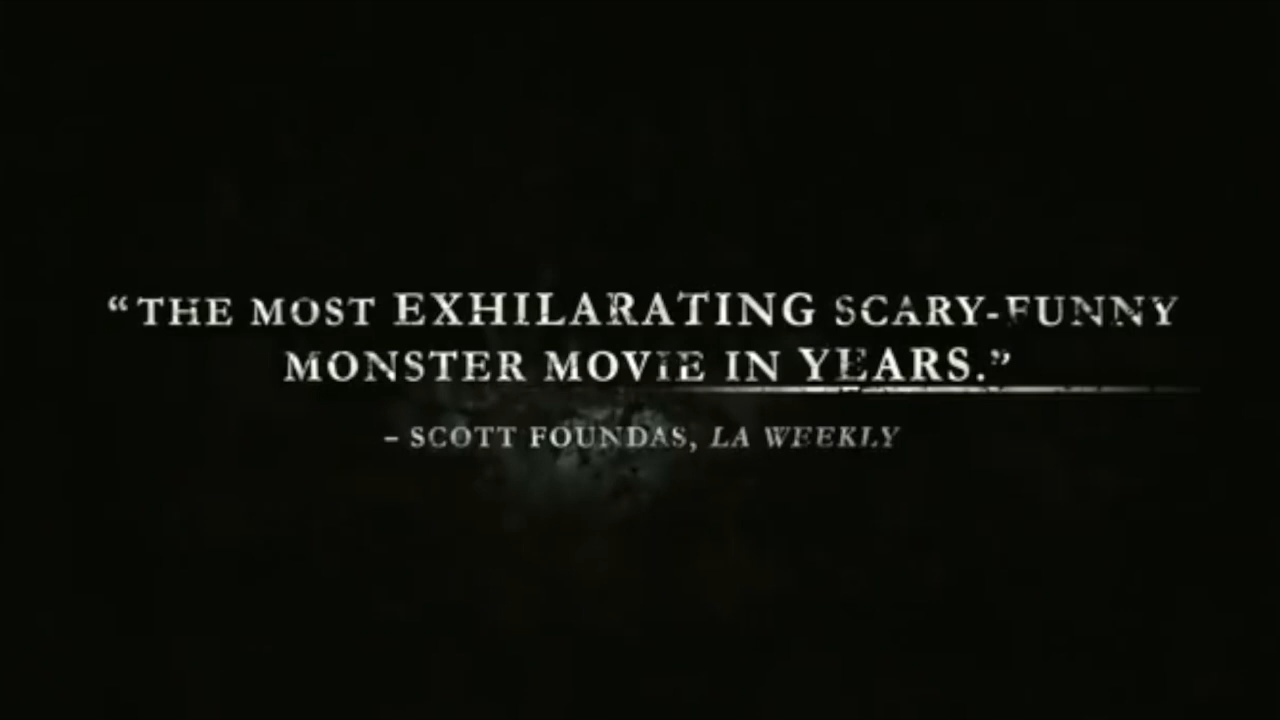 “THE MOST EXHILARATING SCARY-FUNNY
MONSTER MOVIE IN YEARS.”
– SCOTT FOUNDAS, LA WEEKLY